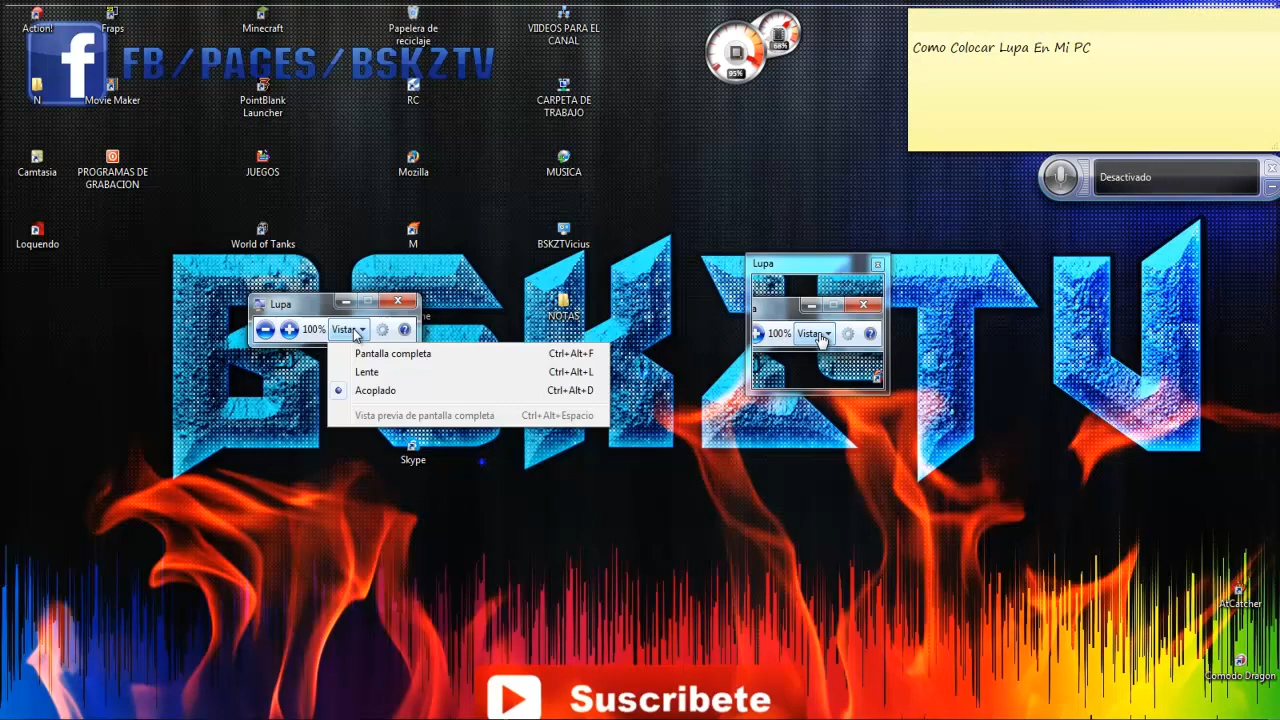 Action!
Fraps
Minecraft
Papelera de
reciclaje
VIIDEOS PARA EL
CANAL
FB/PAGES/BSKZTV
N
Movie Maker
PointBlank
Launcher
RC
CARPETA DE
TRABAJO
95%
68%
Como Colocar Lupa En Mi PC
Desactivado
Camtasia
PROGRAMAS DE
GRABACION
JUEGOS
Mozilla
MUSICA
Loquendo
World of Tanks
M
BSKZTVicius
NOTAS
BSKZTV
Lupa
100%
Vistas
Pantalla completa Ctrl+Alt+F
Lente Ctrl+Alt+L
Acoplado Ctrl+Alt+D
Vista previa de pantalla completa Ctrl+Alt+Espacio
Lupa
a
100%
Vistas
Skype
AtCatcher
Comodo Dragon
Suscribete